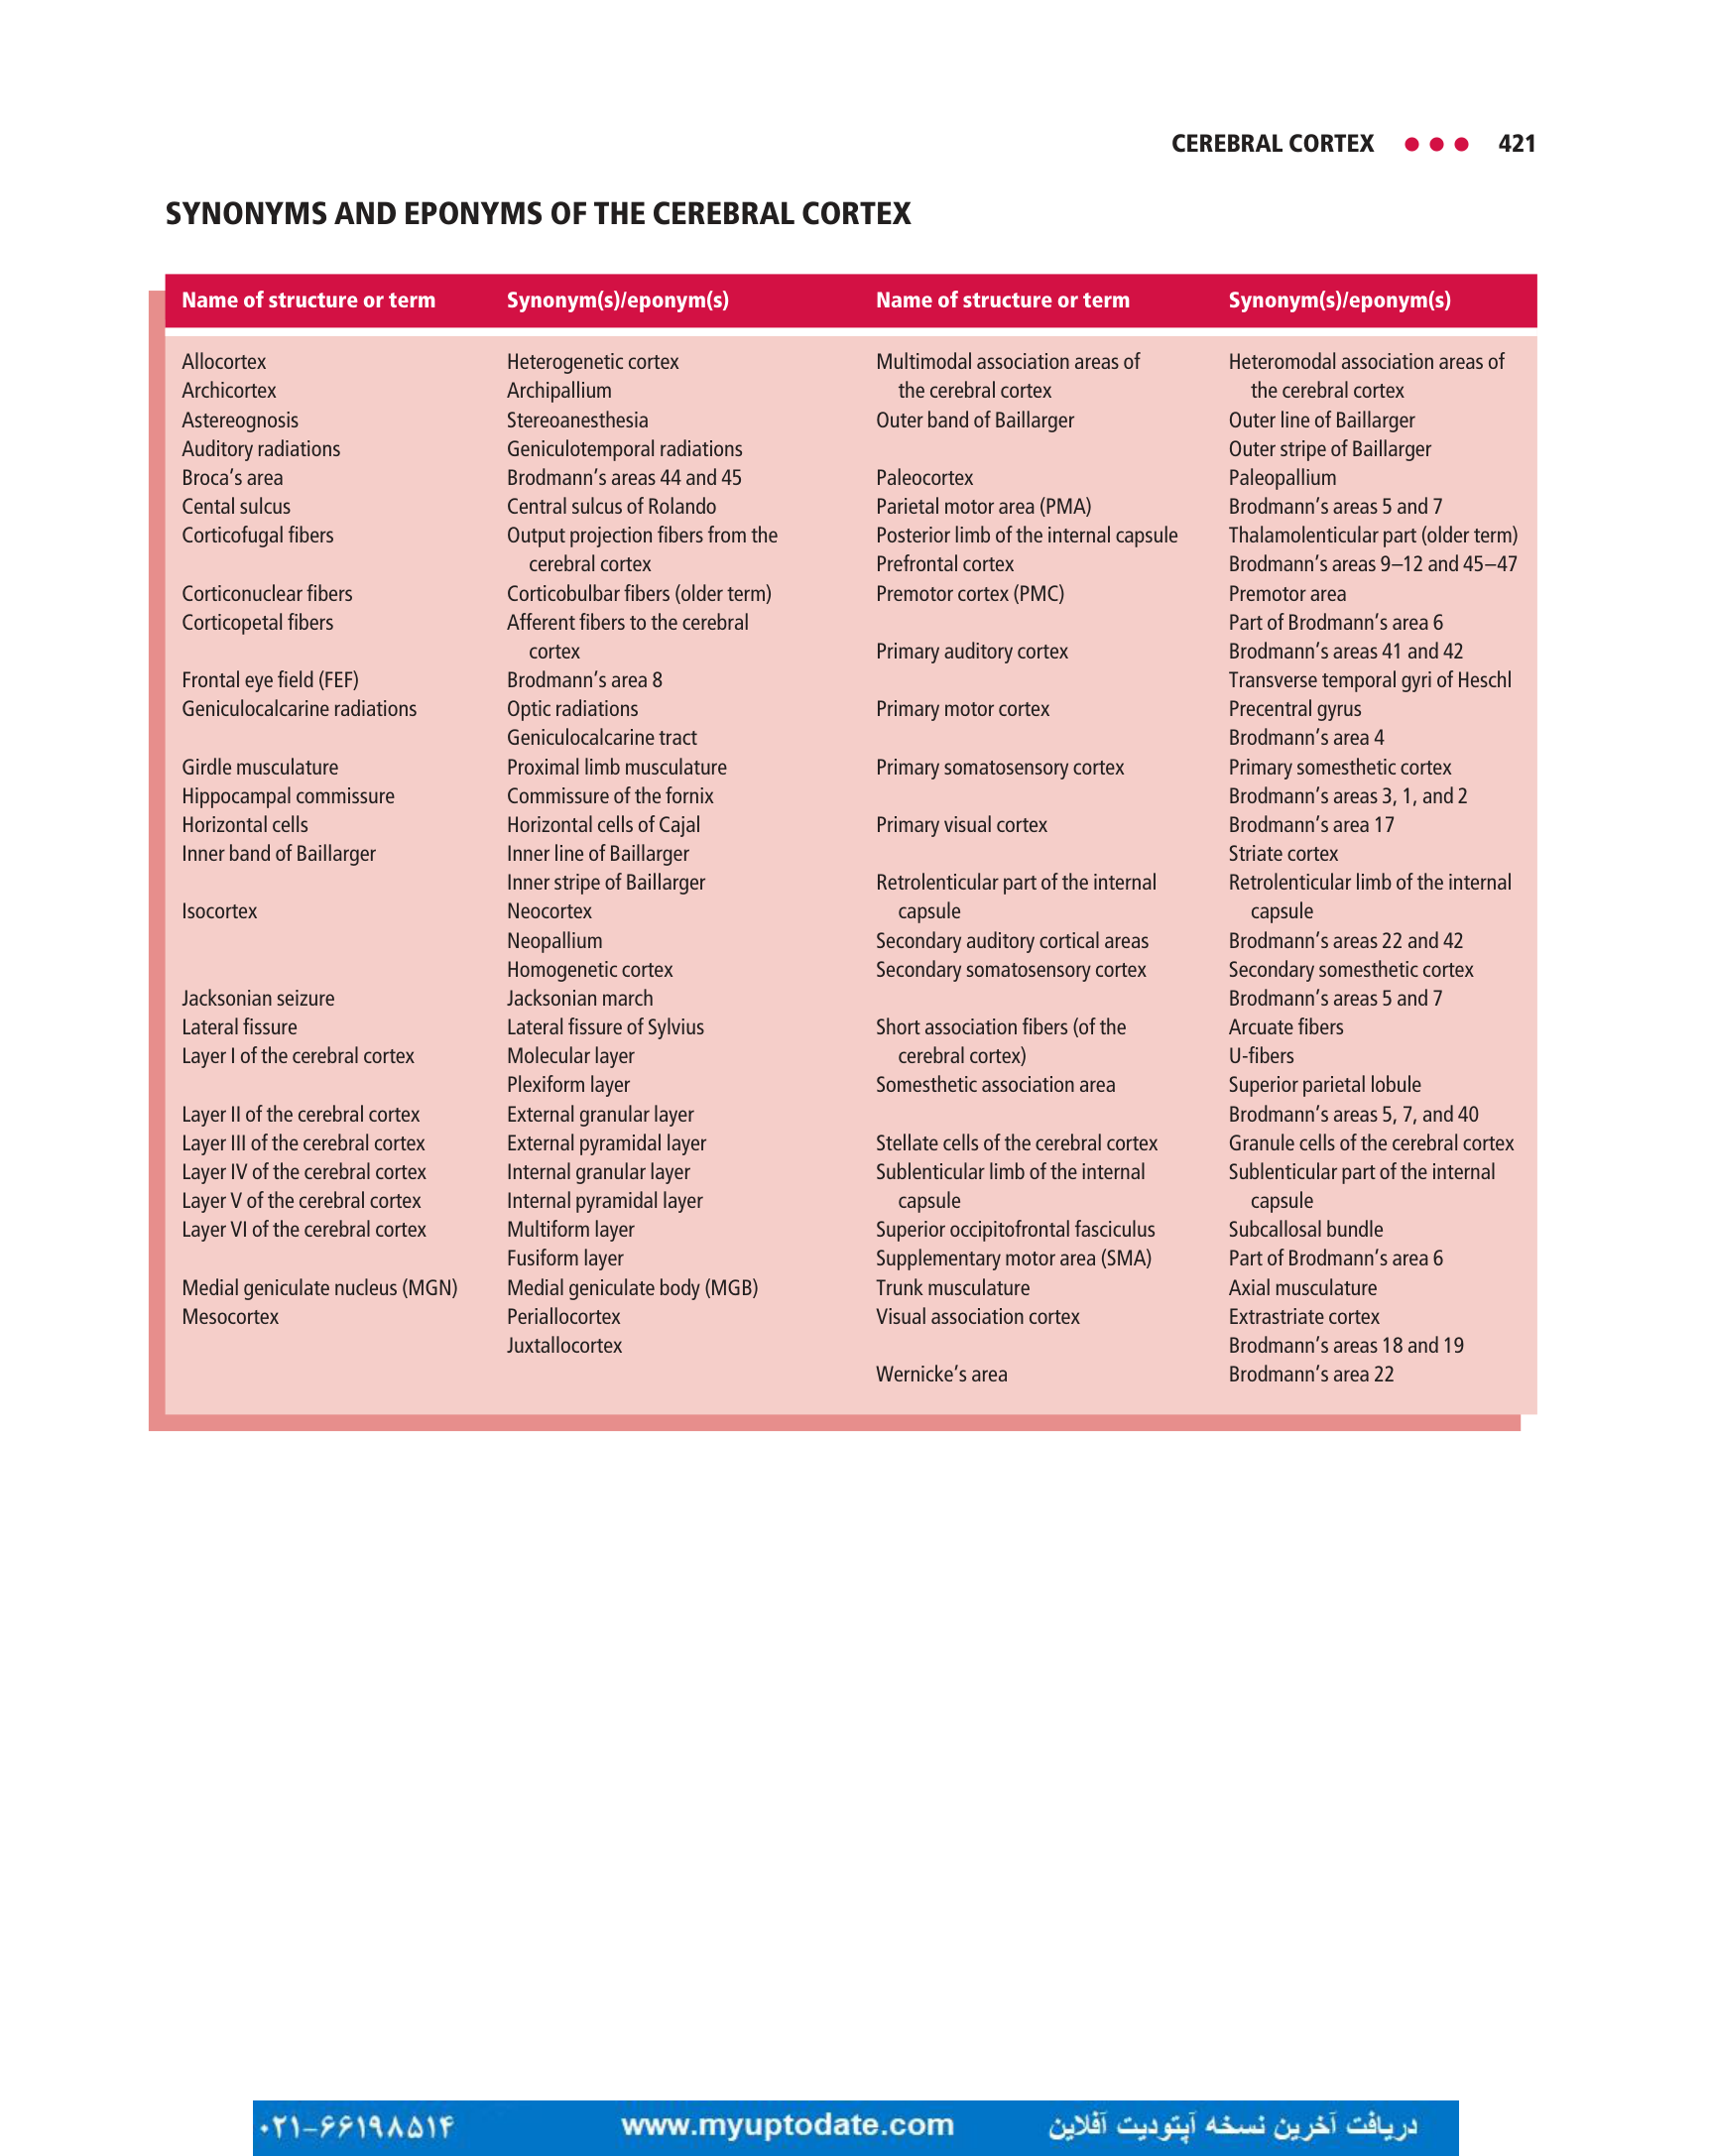 CEREBRAL CORTEX ● ● ● 421
SYNONYMS AND EPONYMS OF THE CEREBRAL CORTEX
Name of structure or term Synonym(s)/eponym(s) Name of structure or term Synonym(s)/eponym(s)
Allocortex Heterogenetic cortex Multimodal association areas of Heteromodal association areas of
Archicortex Archipallium the cerebral cortex the cerebral cortex
Astereognosis Stereoanesthesia Outer band of Baillarger Outer line of Baillarger
Auditory radiations Geniculotemporal radiations Outer stripe of Baillarger
Broca's area Brodmann's areas 44 and 45 Paleocortex Paleopallium
Cental sulcus Central sulcus of Rolando Parietal motor area (PMA) Brodmann's areas 5 and 7
Corticofugal fibers Output projection fibers from the Posterior limb of the internal capsule Thalamolenticular part (older term)
cerebral cortex Prefrontal cortex Brodmann's areas 9–12 and 45–47
Corticonuclear fibers Corticobulbar fibers (older term) Premotor cortex (PMC) Premotor area
Corticopetal fibers Afferent fibers to the cerebral Part of Brodmann's area 6
cortex Primary auditory cortex Brodmann's areas 41 and 42
Frontal eye field (FEF) Brodmann's area 8 Transverse temporal gyri of Heschl
Geniculocalcarine radiations Optic radiations Primary motor cortex Precentral gyrus
Geniculocalcarine tract Brodmann's area 4
Girdle musculature Proximal limb musculature Primary somatosensory cortex Primary somesthetic cortex
Hippocampal commissure Commissure of the fornix Brodmann's areas 3, 1, and 2
Horizontal cells Horizontal cells of Cajal Primary visual cortex Brodmann's area 17
Inner band of Baillarger Inner line of Baillarger Striate cortex
Inner stripe of Baillarger Retrolenticular part of the internal Retrolenticular limb of the internal
Isocortex Neocortex capsule capsule
Neopallium Secondary auditory cortical areas Brodmann's areas 22 and 42
Homogenetic cortex Secondary somatosensory cortex Secondary somesthetic cortex
Jacksonian seizure Jacksonian march Brodmann's areas 5 and 7
Lateral fissure Lateral fissure of Sylvius Short association fibers (of the Arcuate fibers
Layer I of the cerebral cortex Molecular layer cerebral cortex) U-fibers
Plexiform layer Somesthetic association area Superior parietal lobule
Layer II of the cerebral cortex External granular layer Brodmann's areas 5, 7, and 40
Layer III of the cerebral cortex External pyramidal layer Stellate cells of the cerebral cortex Granule cells of the cerebral cortex
Layer IV of the cerebral cortex Internal granular layer Sublenticular limb of the internal Sublenticular part of the internal
Layer V of the cerebral cortex Internal pyramidal layer capsule capsule
Layer VI of the cerebral cortex Multiform layer Superior occipitofrontal fasciculus Subcallosal bundle
Fusiform layer Supplementary motor area (SMA) Part of Brodmann's area 6
Medial geniculate nucleus (MGN) Medial geniculate body (MGB) Trunk musculature Axial musculature
Mesocortex Periallocortex Visual association cortex Extrastriate cortex
Juxtallocortex Brodmann's areas 18 and 19
Wernicke's area Brodmann's area 22
۰۲۱-۶۶۱۹۸۵۱۴ www.myuptodate.com دریافت آخرین نسخه آپتودیت آفلاین